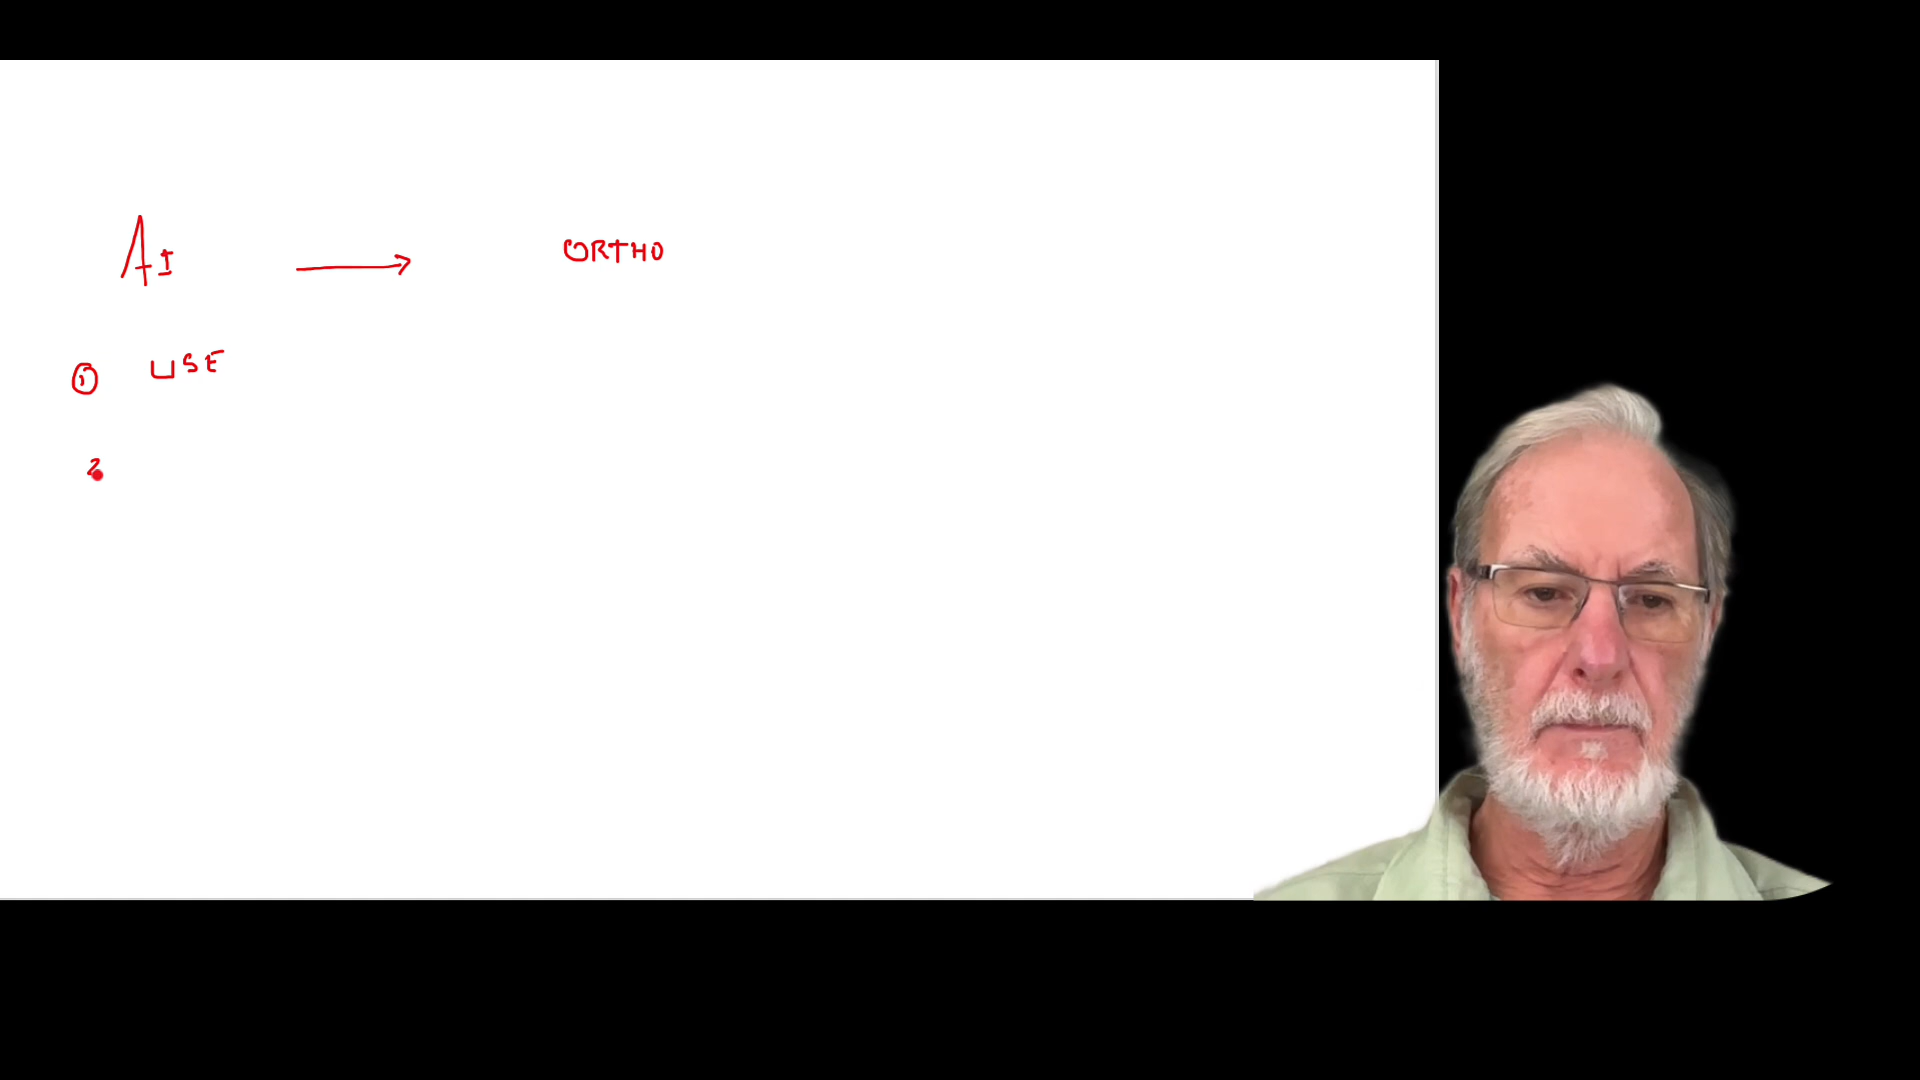 AI → ORTHO
① USE
2